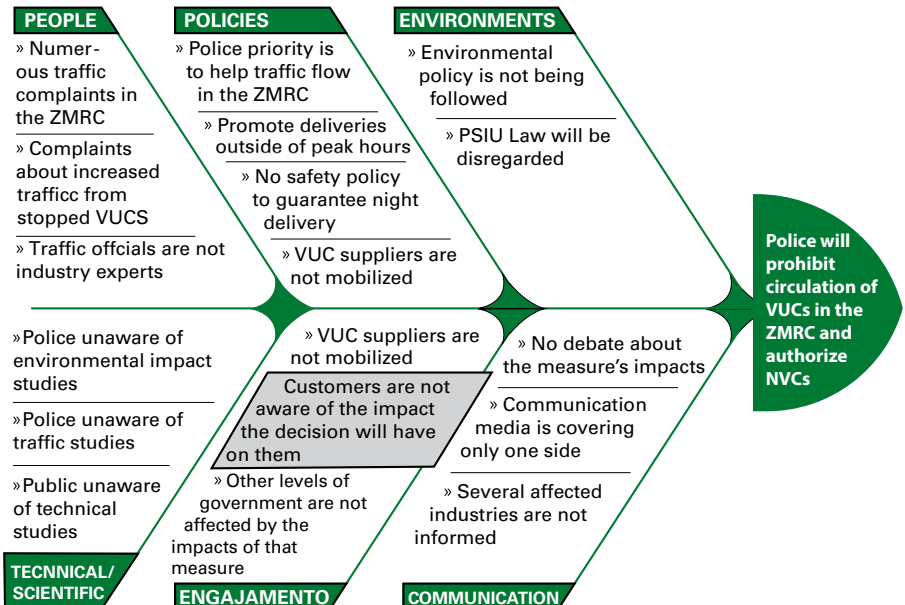 PEOPLE
» Numer-
ous traffic
complaints in
the ZMRC
» Complaints
about increased
trafficc from
stopped VUCS
» Traffic offcials are not
industry experts
POLICIES
» Police priority is
to help traffic flow
in the ZMRC
» Promote deliveries
outside of peak hours
» No safety policy
to guarantee night
delivery
» VUC suppliers are
not mobilized
ENVIRONMENTS
» Environmental
policy is not being
followed
» PSIU Law will be
disregarded
Police will
prohibit
circulation of
VUCs in the
ZMRC and
authorize
NVCs
»Police unaware of
environmental impact
studies
»Police unaware of
traffic studies
»Public unaware
of technical
studies
TECNNICAL/
SCIENTIFIC
» VUC suppliers are
not mobilized
Customers are not
aware of the impact
the decision will have
on them
» Other levels of
government are not
affected by the
impacts of that
measure
ENGAJAMENTO
» No debate about
the measure's impacts
» Communication
media is covering
only one side
» Several affected
industries are not
informed
COMMUNICATION